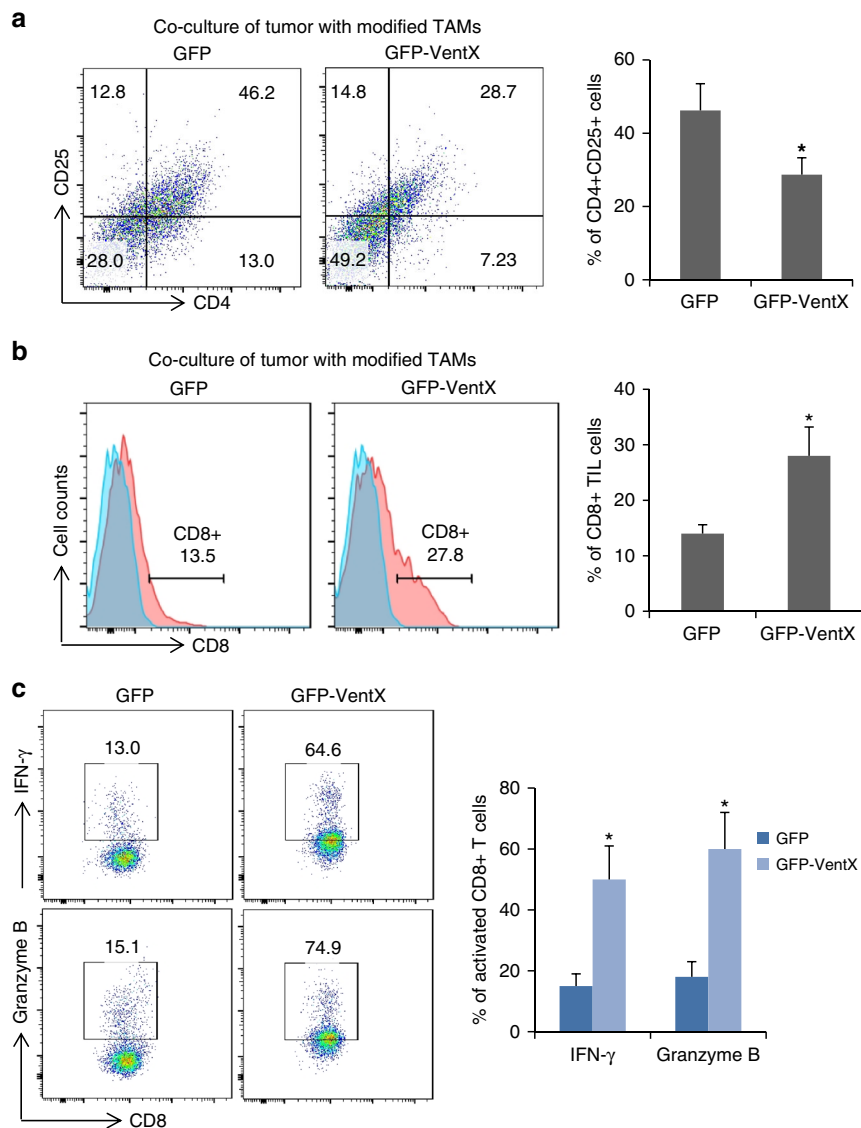 a
Co-culture of tumor with modified TAMs
GFP
GFP-VentX
12.8
46.2
28.0
13.0
14.8
28.7
49.2
7.23
CD25
CD4
% of CD4+CD25+ cells
60
40
20
0
*
GFP
GFP-VentX
b
Co-culture of tumor with modified TAMs
GFP
GFP-VentX
Cell counts
CD8+
13.5
CD8+
27.8
CD8
% of CD8+ TIL cells
40
30
20
10
0
*
GFP
GFP-VentX
c
GFP
GFP-VentX
IFN-γ
13.0
64.6
Granzyme B
15.1
74.9
CD8
% of activated CD8+ T cells
80
60
40
20
0
*
*
GFP
GFP-VentX
IFN-γ
Granzyme B